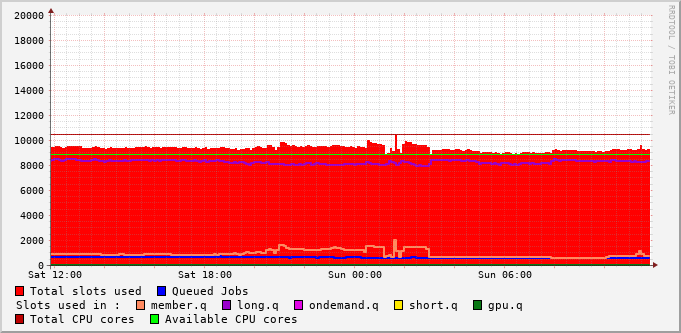 20000
18000
16000
14000
12000
10000
8000
6000
4000
2000
0
Sat 12:00 Sat 18:00 Sun 00:00 Sun 06:00
Total slots used Queued Jobs
Slots used in : member.q long.q ondemand.q short.q gpu.q
Total CPU cores Available CPU cores
RRDTOOL / TOBI OETIKER